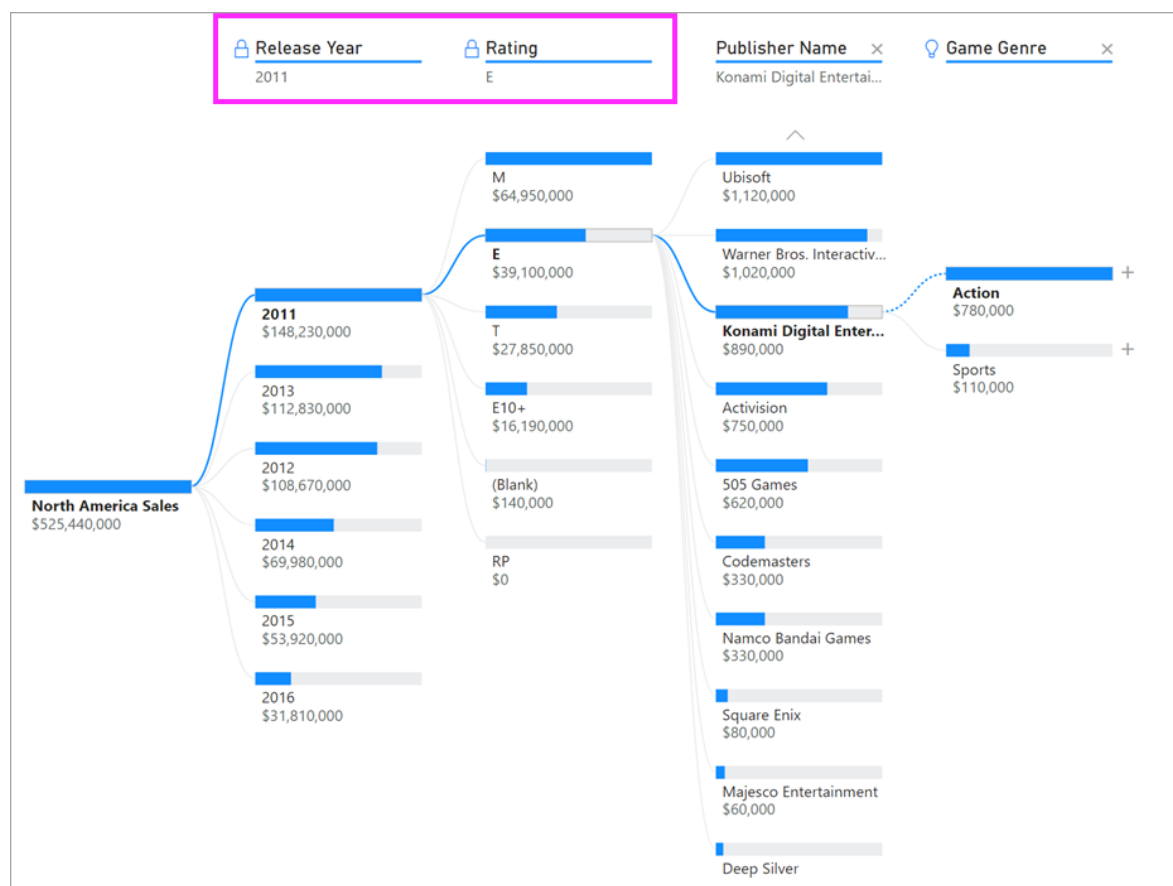 Release Year
2011
Rating
E
Publisher Name
Konami Digital Entertai...
Game Genre
North America Sales
$525,440,000
2011
$148,230,000
2013
$112,830,000
2012
$108,670,000
2014
$69,980,000
2015
$53,920,000
2016
$31,810,000
M
$64,950,000
E
$39,100,000
T
$27,850,000
E10+
$16,190,000
(Blank)
$140,000
RP
$0
Ubisoft
$1,120,000
Warner Bros. Interactiv...
$1,020,000
Konami Digital Enter...
$890,000
Activision
$750,000
505 Games
$620,000
Codemasters
$330,000
Namco Bandai Games
$330,000
Square Enix
$80,000
Majesco Entertainment
$60,000
Deep Silver
Action
$780,000
Sports
$110,000